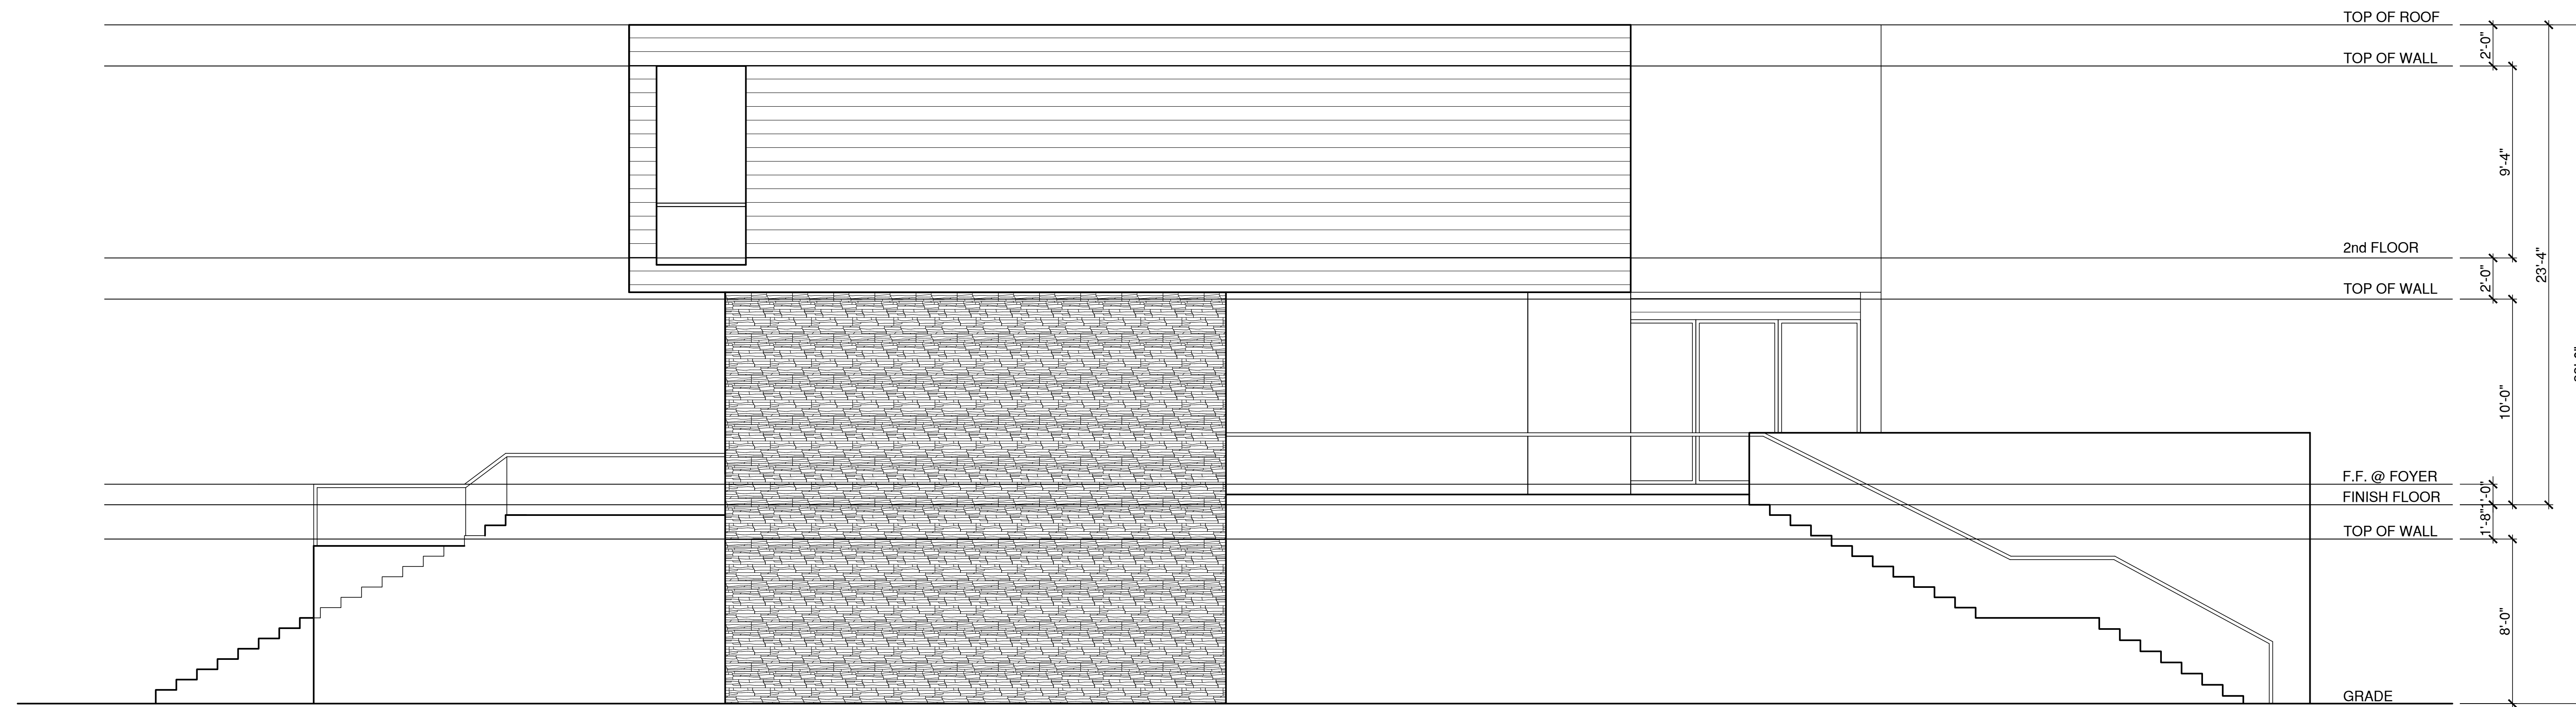 TOP OF ROOF
2'-0"
TOP OF WALL
9'-4"
2nd FLOOR
23'-4"
2'-0"
TOP OF WALL
10'-0"
F.F. @ FOYER
1'-0"
FINISH FLOOR
1'-8"
TOP OF WALL
8'-0"
GRADE